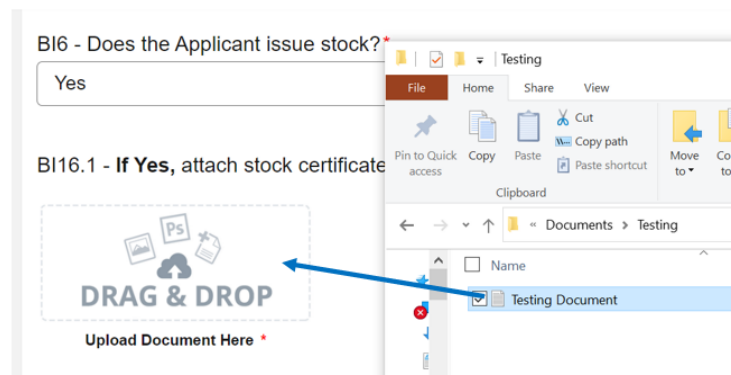 BI6 - Does the Applicant issue stock?*
Yes
BI16.1 - If Yes, attach stock certificate
Ps
DRAG & DROP
Upload Document Here *
Testing
File Home Share View
Pin to Quick access
Copy
Paste
Cut
Copy path
Paste shortcut
Move to
Clipboard
« Documents > Testing
Name
Testing Document